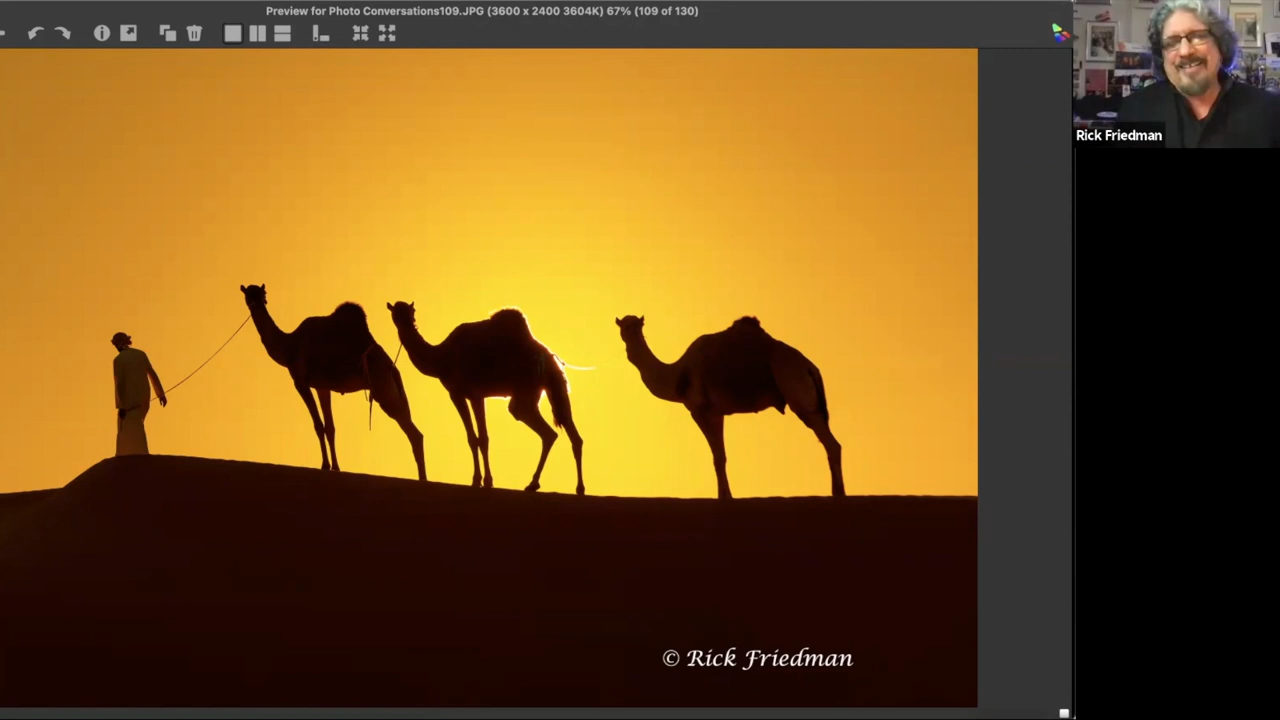 Preview for Photo Conversations109.JPG (3600 x 2400 3604K) 67% (109 of 130)
Rick Friedman
© Rick Friedman